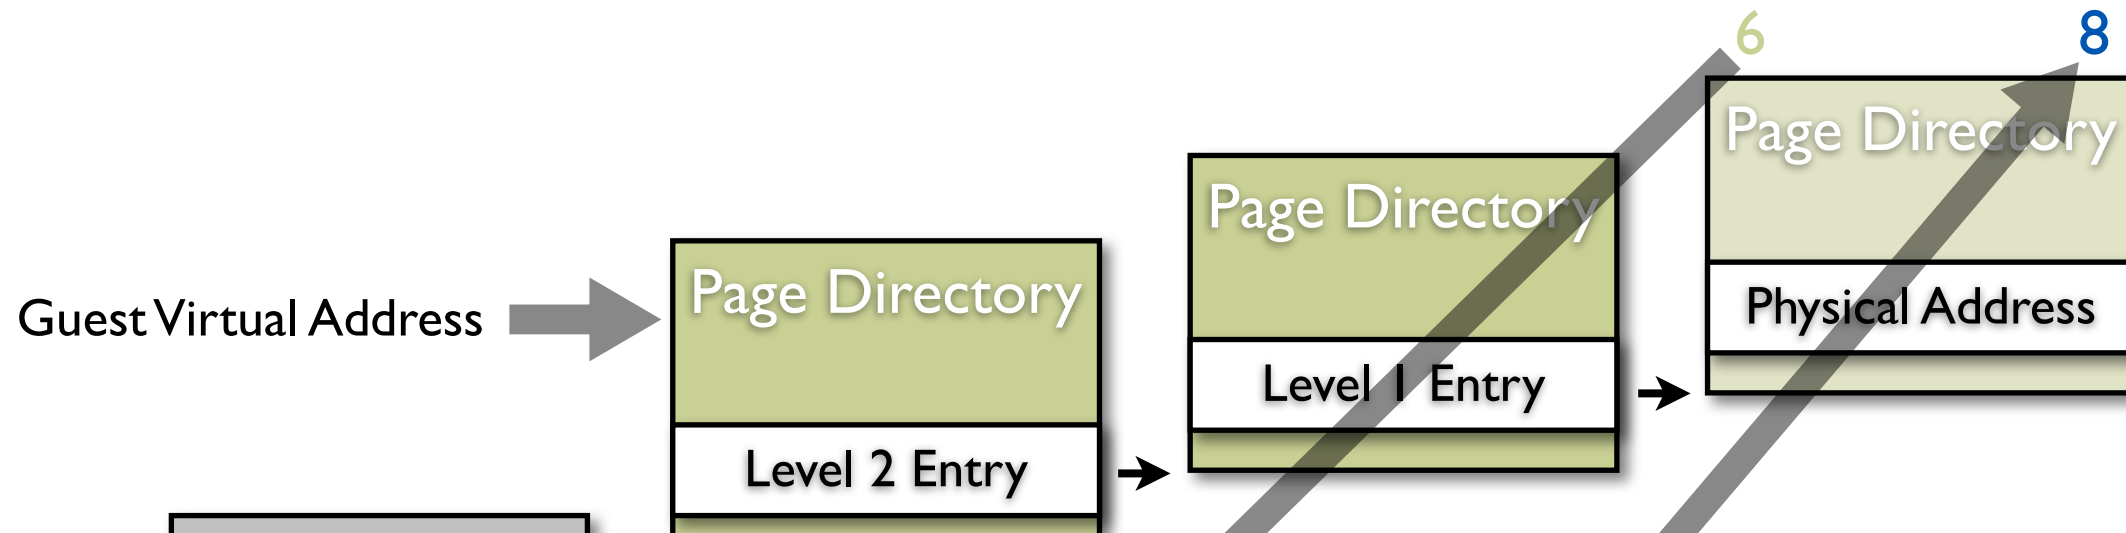 6
8
Page Directory
Page Directory
Page Directory
Guest Virtual Address
Physical Address
Level 1 Entry
Level 2 Entry